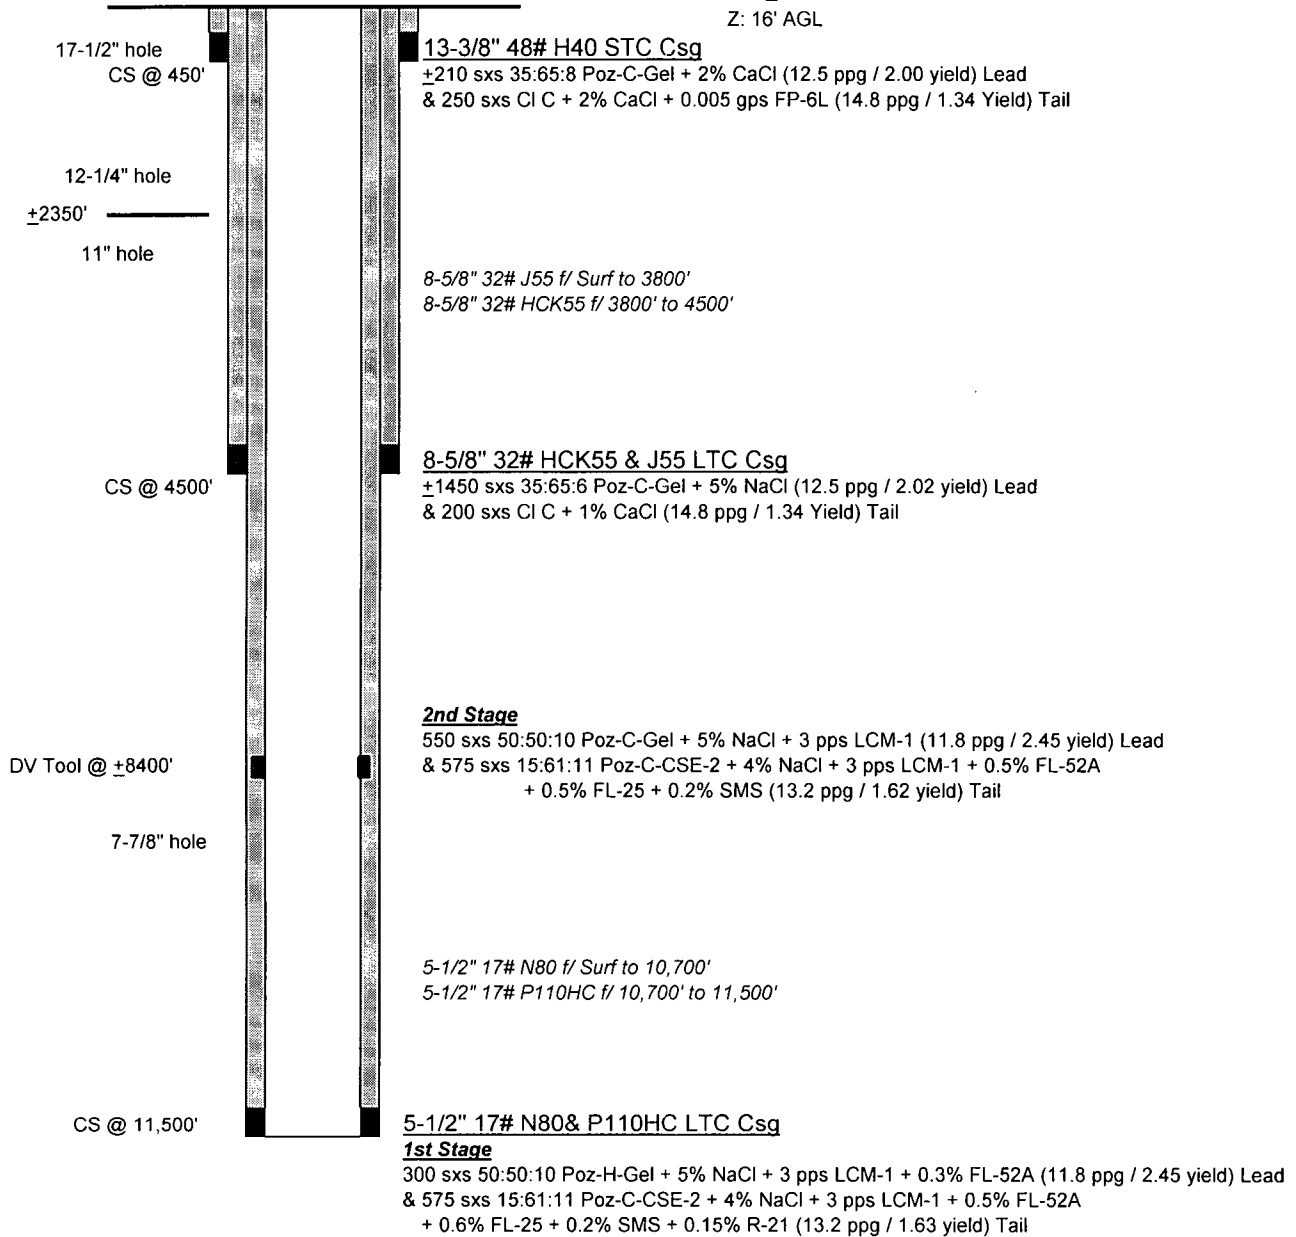 Z: 16' AGL
17-1/2" hole
CS @ 450'
13-3/8" 48# H40 STC Csg
±210 sxs 35:65:8 Poz-C-Gel + 2% CaCl (12.5 ppg / 2.00 yield) Lead
& 250 sxs Cl C + 2% CaCl + 0.005 gps FP-6L (14.8 ppg / 1.34 Yield) Tail
12-1/4" hole
±2350'
11" hole
8-5/8" 32# J55 f/ Surf to 3800'
8-5/8" 32# HCK55 f/ 3800' to 4500'
8-5/8" 32# HCK55 & J55 LTC Csg
CS @ 4500'
±1450 sxs 35:65:6 Poz-C-Gel + 5% NaCl (12.5 ppg / 2.02 yield) Lead
& 200 sxs Cl C + 1% CaCl (14.8 ppg / 1.34 Yield) Tail
2nd Stage
550 sxs 50:50:10 Poz-C-Gel + 5% NaCl + 3 pps LCM-1 (11.8 ppg / 2.45 yield) Lead
DV Tool @ ±8400'
& 575 sxs 15:61:11 Poz-C-CSE-2 + 4% NaCl + 3 pps LCM-1 + 0.5% FL-52A
+ 0.5% FL-25 + 0.2% SMS (13.2 ppg / 1.62 yield) Tail
7-7/8" hole
5-1/2" 17# N80 f/ Surf to 10,700'
5-1/2" 17# P110HC f/ 10,700' to 11,500'
CS @ 11,500'
5-1/2" 17# N80& P110HC LTC Csg
1st Stage
300 sxs 50:50:10 Poz-H-Gel + 5% NaCl + 3 pps LCM-1 + 0.3% FL-52A (11.8 ppg / 2.45 yield) Lead
& 575 sxs 15:61:11 Poz-C-CSE-2 + 4% NaCl + 3 pps LCM-1 + 0.5% FL-52A
+ 0.6% FL-25 + 0.2% SMS + 0.15% R-21 (13.2 ppg / 1.63 yield) Tail